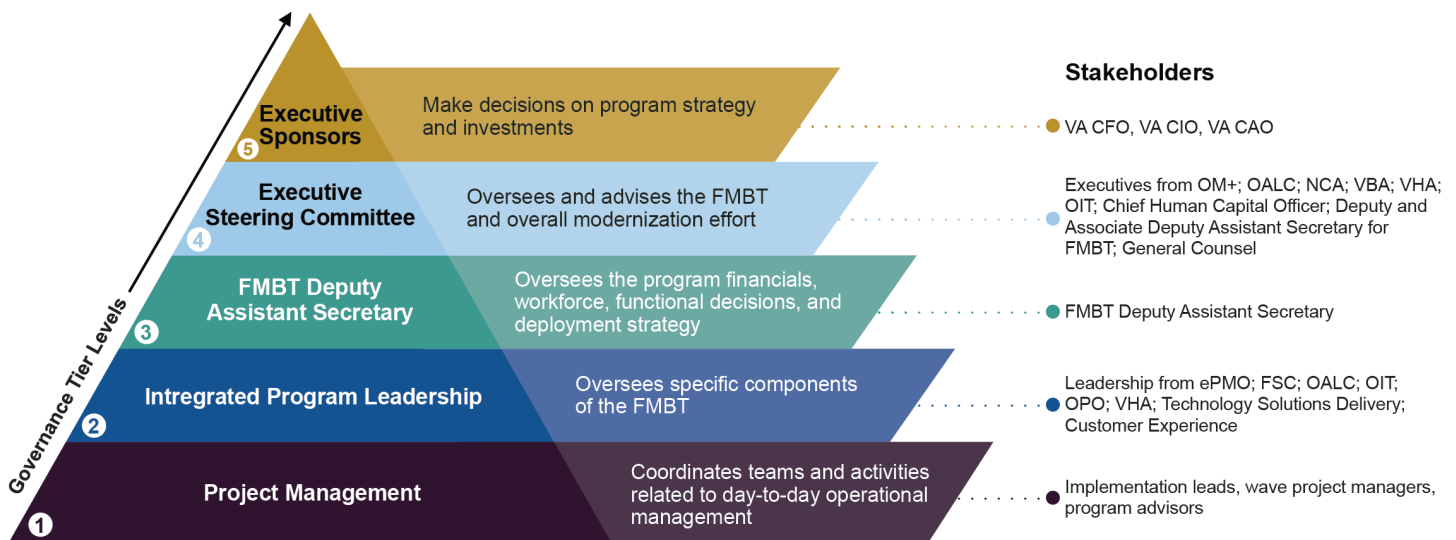 Governance Tier Levels
Stakeholders
5
Executive
Sponsors
Make decisions on program strategy
and investments
VA CFO, VA CIO, VA CAO
4
Executive
Steering Committee
Oversees and advises the FMBT
and overall modernization effort
Executives from OM+; OALC; NCA; VBA; VHA;
OIT; Chief Human Capital Officer; Deputy and
Associate Deputy Assistant Secretary for
FMBT; General Counsel
3
FMBT Deputy
Assistant Secretary
Oversees the program financials,
workforce, functional decisions, and
deployment strategy
FMBT Deputy Assistant Secretary
2
Intregrated Program Leadership
Oversees specific components
of the FMBT
Leadership from ePMO; FSC; OALC; OIT;
OPO; VHA; Technology Solutions Delivery;
Customer Experience
1
Project Management
Coordinates teams and activities
related to day-to-day operational
management
Implementation leads, wave project managers,
program advisors